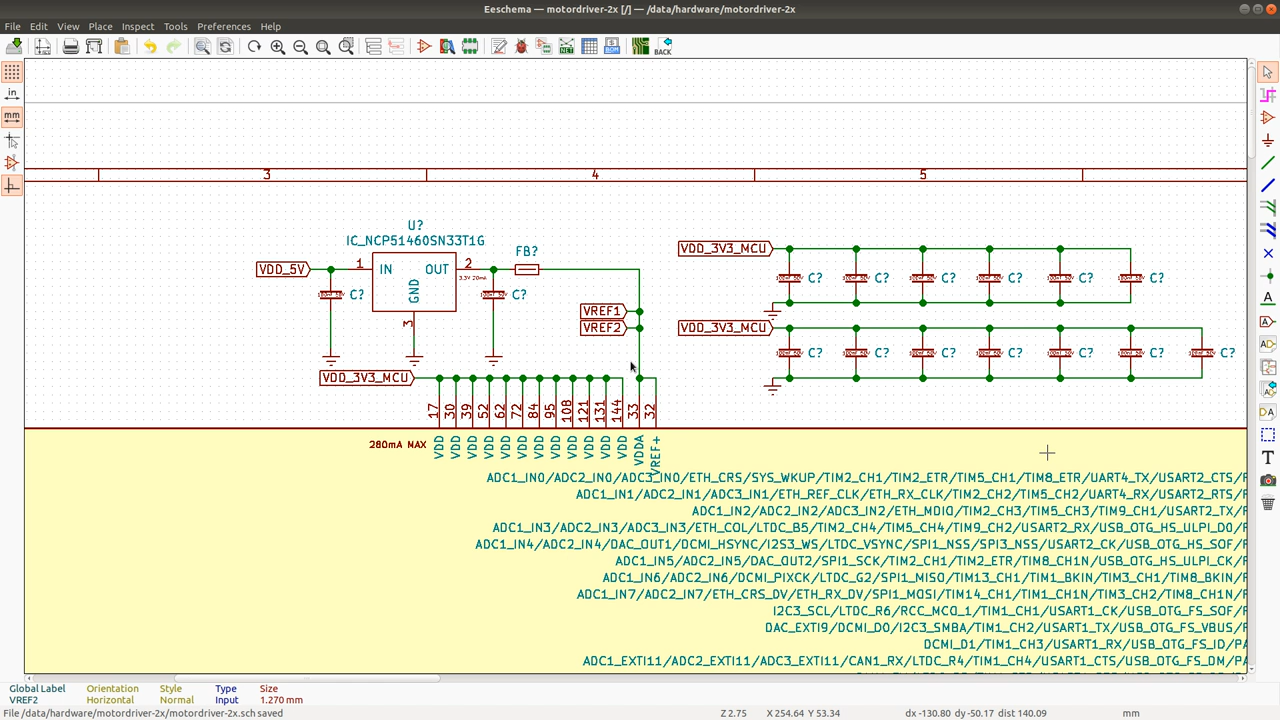 Eeschema — motordriver-2x [/] — /data/hardware/motordriver-2x
File Edit View Place Inspect Tools Preferences Help
BOM
NET
BACK
in
mm
3 4 5
U?
IC_NCP51460SN33T1G
FB?
VDD_5V
1 IN OUT 2
GND
3
C?
C?
VREF1
VREF2
VDD_3V3_MCU
VDD_3V3_MCU
C? C? C? C? C? C?
VDD_3V3_MCU
C? C? C? C? C? C? C?
17 30 39 52 62 72 84 95 108 121 131 144 33 32
280mA MAX
VDD VDD VDD VDD VDD VDD VDD VDD VDD VDD VDD VDD VDDA VREF+
ADC1_IN0/ADC2_IN0/ADC3_IN0/ETH_CRS/SYS_WKUP/TIM2_CH1/TIM2_ETR/TIM5_CH1/TIM8_ETR/UART4_TX/USART2_CTS/P
ADC1_IN1/ADC2_IN1/ADC3_IN1/ETH_REF_CLK/ETH_RX_CLK/TIM2_CH2/TIM5_CH2/UART4_RX/USART2_RTS/P
ADC1_IN2/ADC2_IN2/ADC3_IN2/ETH_MDIO/TIM2_CH3/TIM5_CH3/TIM9_CH1/USART2_TX/P
ADC1_IN3/ADC2_IN3/ADC3_IN3/ETH_COL/LTDC_B5/TIM2_CH4/TIM5_CH4/TIM9_CH2/USART2_RX/USB_OTG_HS_ULPI_D0/P
ADC1_IN4/ADC2_IN4/DAC_OUT1/DCMI_HSYNC/I2S3_WS/LTDC_VSYNC/SPI1_NSS/SPI3_NSS/USART2_CK/USB_OTG_HS_SOF/P
ADC1_IN5/ADC2_IN5/DAC_OUT2/SPI1_SCK/TIM2_CH1/TIM2_ETR/TIM8_CH1N/USB_OTG_HS_ULPI_CK/P
ADC1_IN6/ADC2_IN6/DCMI_PIXCK/LTDC_G2/SPI1_MISO/TIM13_CH1/TIM1_BKIN/TIM3_CH1/TIM8_BKIN/P
ADC1_IN7/ADC2_IN7/ETH_CRS_DV/ETH_RX_DV/SPI1_MOSI/TIM14_CH1/TIM1_CH1N/TIM3_CH2/TIM8_CH1N/P
I2C3_SCL/LTDC_R6/RCC_MCO_1/TIM1_CH1/USART1_CK/USB_OTG_FS_SOF/P
DAC_EXTI9/DCMI_D0/I2C3_SMBA/TIM1_CH2/USART1_TX/USB_OTG_FS_VBUS/P
DCMI_D1/TIM1_CH3/USART1_RX/USB_OTG_FS_ID/PA
ADC1_EXTI11/ADC2_EXTI11/ADC3_EXTI11/CAN1_RX/LTDC_R4/TIM1_CH4/USART1_CTS/USB_OTG_FS_DM/PA
Global Label Orientation Style Type Size
VREF2 Horizontal Normal Input 1.270 mm
File /data/hardware/motordriver-2x/motordriver-2x.sch saved
Z 2.75 X 254.64 Y 53.34 dx -130.80 dy -50.17 dist 140.09 mm